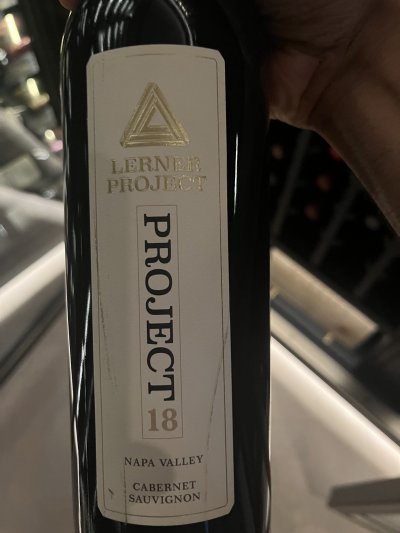 LERNER
PROJECT
PROJECT
18
NAPA VALLEY
CABERNET
SAUVIGNON